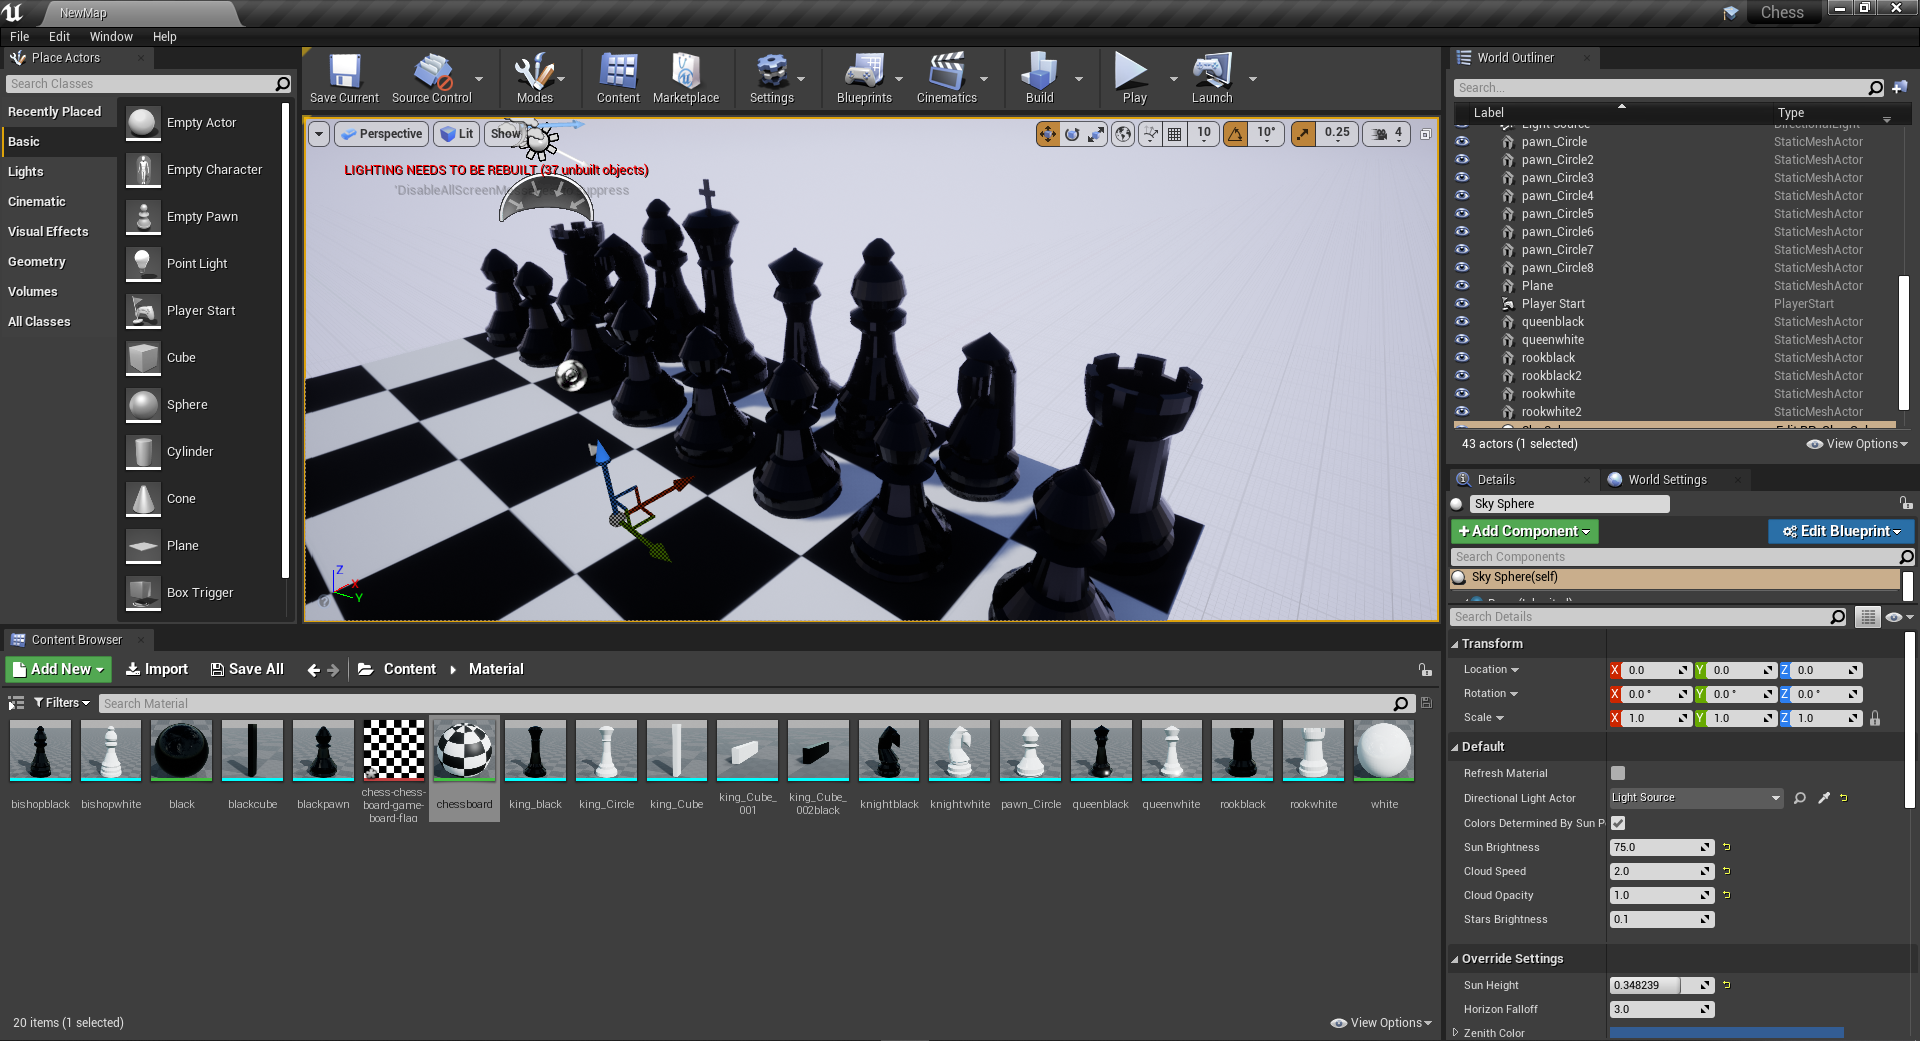 NewMap
Chess
File Edit Window Help
Place Actors
Search Classes
Recently Placed
Basic
Lights
Cinematic
Visual Effects
Geometry
Volumes
All Classes
Empty Actor
Empty Character
Empty Pawn
Point Light
Player Start
Cube
Sphere
Cylinder
Cone
Plane
Box Trigger
Save Current
Source Control
Modes
Content
Marketplace
Settings
Blueprints
Cinematics
Build
Play
Launch
Perspective Lit Show
10 10° 0.25 4
LIGHTING NEEDS TO BE REBUILT (37 unbuilt objects)
Z
X
Y
World Outliner
Search...
Label Type
Light Source DirectionalLight
pawn_Circle StaticMeshActor
pawn_Circle2 StaticMeshActor
pawn_Circle3 StaticMeshActor
pawn_Circle4 StaticMeshActor
pawn_Circle5 StaticMeshActor
pawn_Circle6 StaticMeshActor
pawn_Circle7 StaticMeshActor
pawn_Circle8 StaticMeshActor
Plane StaticMeshActor
Player Start PlayerStart
queenblack StaticMeshActor
queenwhite StaticMeshActor
rookblack StaticMeshActor
rookblack2 StaticMeshActor
rookwhite StaticMeshActor
rookwhite2 StaticMeshActor
43 actors (1 selected) View Options
Details World Settings
Sky Sphere
+Add Component Edit Blueprint
Search Components
Sky Sphere(self)
Search Details
Transform
Location X 0.0 Y 0.0 Z 0.0
Rotation X 0.0 ° Y 0.0 ° Z 0.0 °
Scale X 1.0 Y 1.0 Z 1.0
Default
Refresh Material
Directional Light Actor Light Source
Colors Determined By Sun P
Sun Brightness 75.0
Cloud Speed 2.0
Cloud Opacity 1.0
Stars Brightness 0.1
Override Settings
Sun Height 0.348239
Horizon Falloff 3.0
Zenith Color
Content Browser
Add New Import Save All Content Material
Filters Search Material
bishopblack
bishopwhite
black
blackcube
blackpawn
chess-chess-
board-game-
board-flag
chessboard
king_black
king_Circle
king_Cube
king_Cube_
001
king_Cube_
002black
knightblack
knightwhite
pawn_Circle
queenblack
queenwhite
rookblack
rookwhite
white
20 items (1 selected) View Options